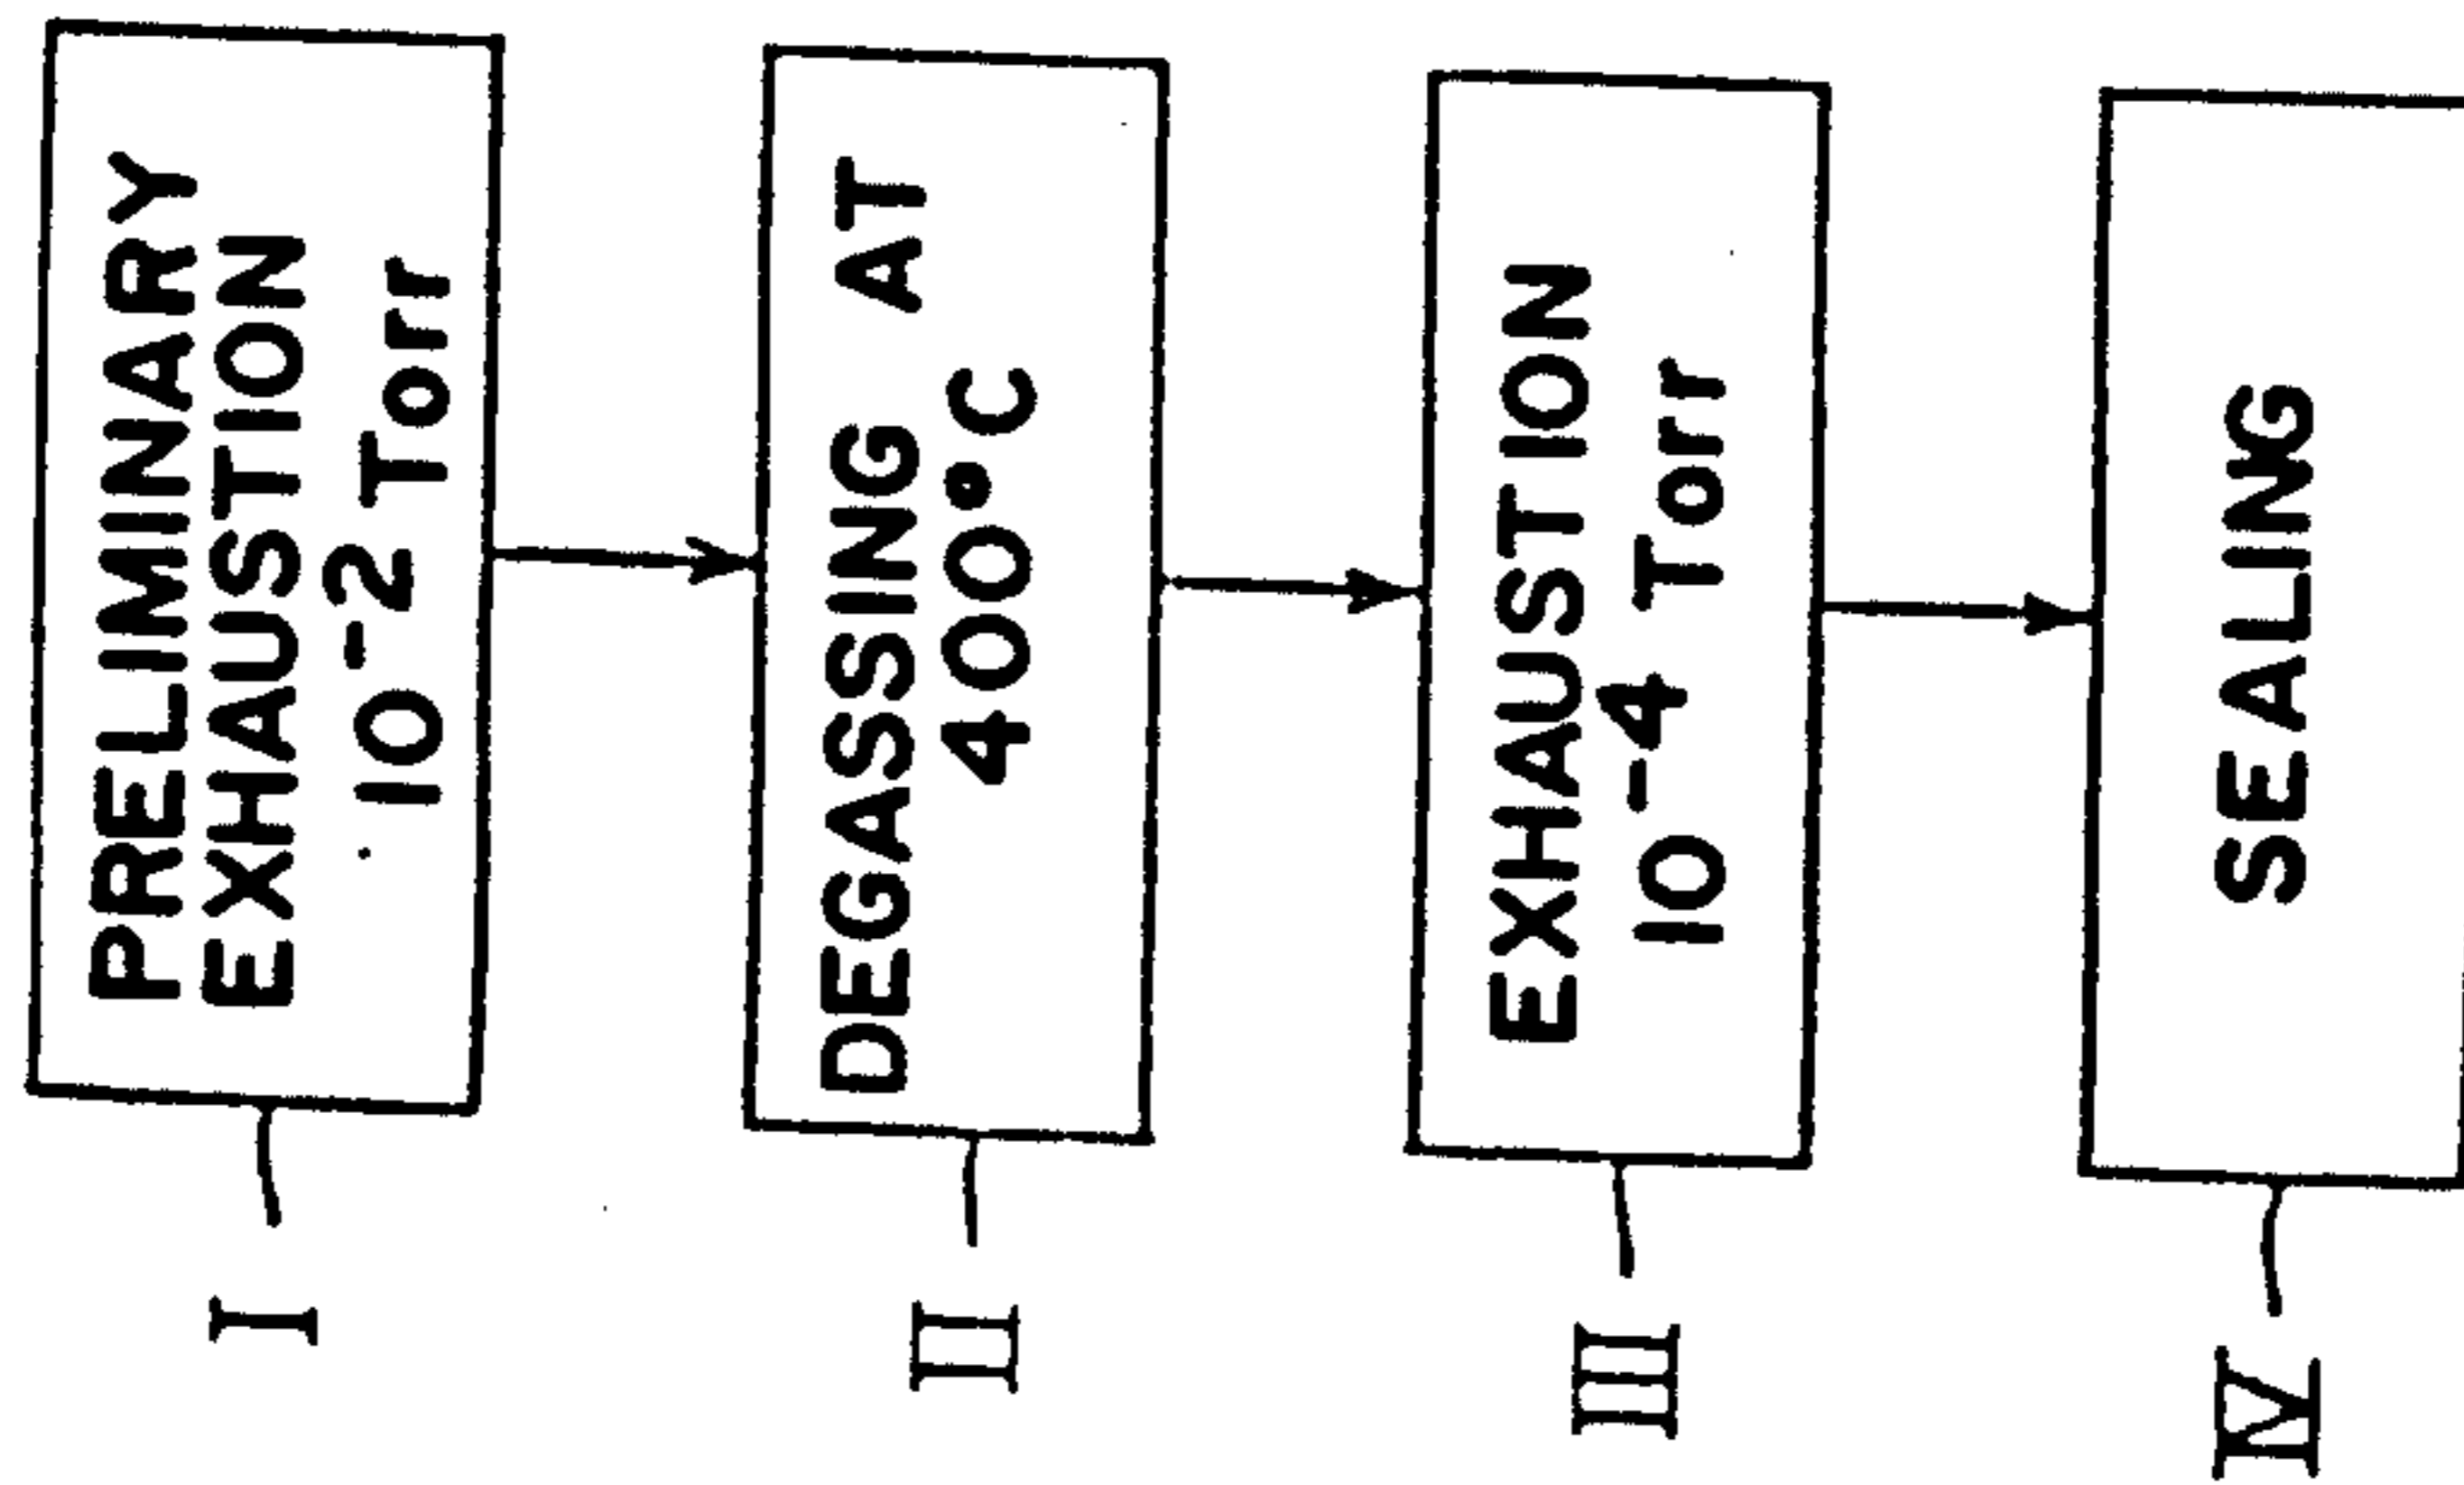 I
PRELIMINARY
EXHAUSTION
10-2 Torr
II
DEGASSING AT
400°C
III
EXHAUSTION
10-4 Torr
IV
SEALING